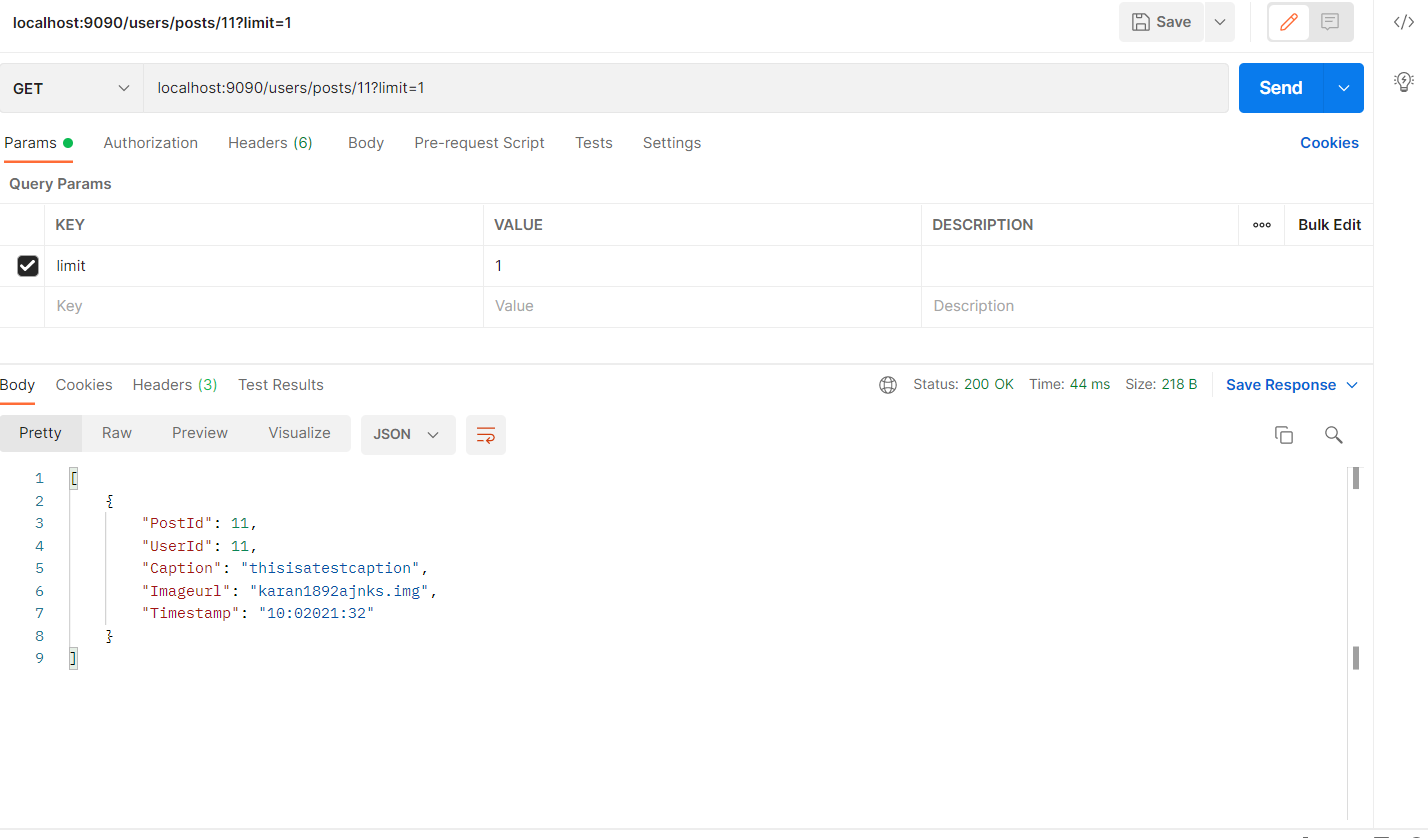 localhost:9090/users/posts/11?limit=1 Save
GET localhost:9090/users/posts/11?limit=1 Send
Params Authorization Headers (6) Body Pre-request Script Tests Settings Cookies
Query Params
KEY VALUE DESCRIPTION Bulk Edit
limit 1
Key Value Description
Body Cookies Headers (3) Test Results Status: 200 OK Time: 44 ms Size: 218 B Save Response
Pretty Raw Preview Visualize JSON
1 [
2 {
3 "PostId": 11,
4 "UserId": 11,
5 "Caption": "thisisatestcaption",
6 "Imageurl": "karan1892ajnks.img",
7 "Timestamp": "10:02021:32"
8 }
9 ]